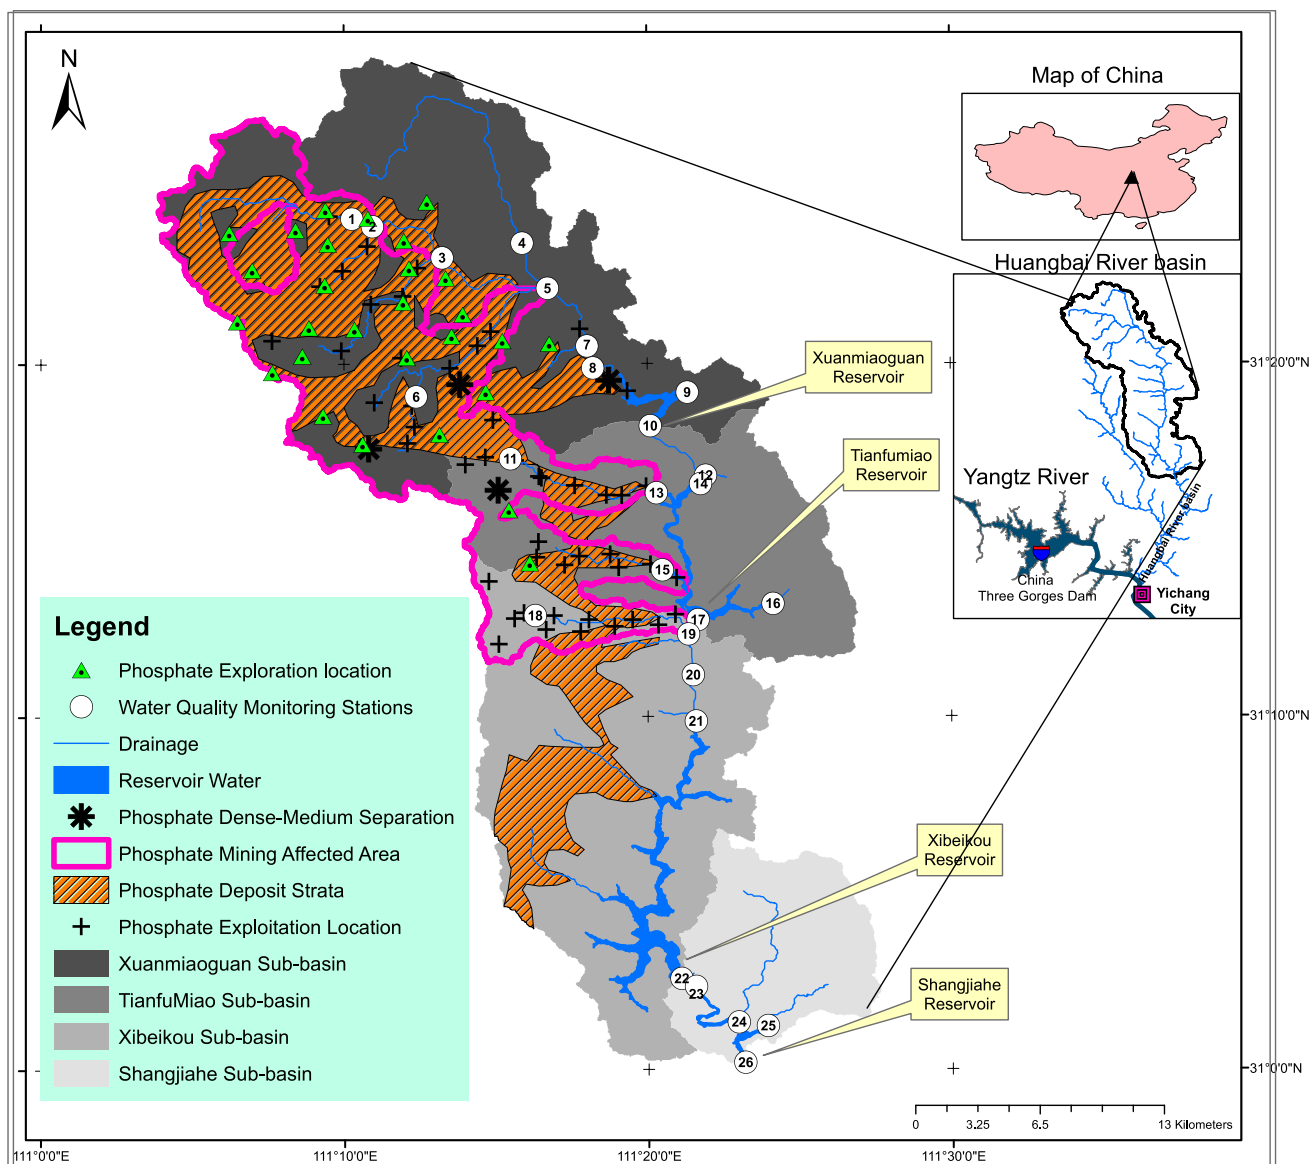 N
Map of China
Huangbai River basin
Xuanmiaoguan
Reservoir
Tianfumiao
Reservoir
Yangtz River
China
Three Gorges Dam
Huangbai River basin
Yichang
City
Xibeikou
Reservoir
Shangjiahe
Reservoir
1
2
3
4
5
6
7
8
9
10
11
12
13
14
15
16
17
18
19
20
21
22
23
24
25
26
Legend
Phosphate Exploration location
Water Quality Monitoring Stations
Drainage
Reservoir Water
Phosphate Dense-Medium Separation
Phosphate Mining Affected Area
Phosphate Deposit Strata
Phosphate Exploitation Location
Xuanmiaoguan Sub-basin
TianfuMiao Sub-basin
Xibeikou Sub-basin
Shangjiahe Sub-basin
31°20'0"N
31°10'0"N
31°0'0"N
0 3.25 6.5 13 Kilometers
111°0'0"E 111°10'0"E 111°20'0"E 111°30'0"E